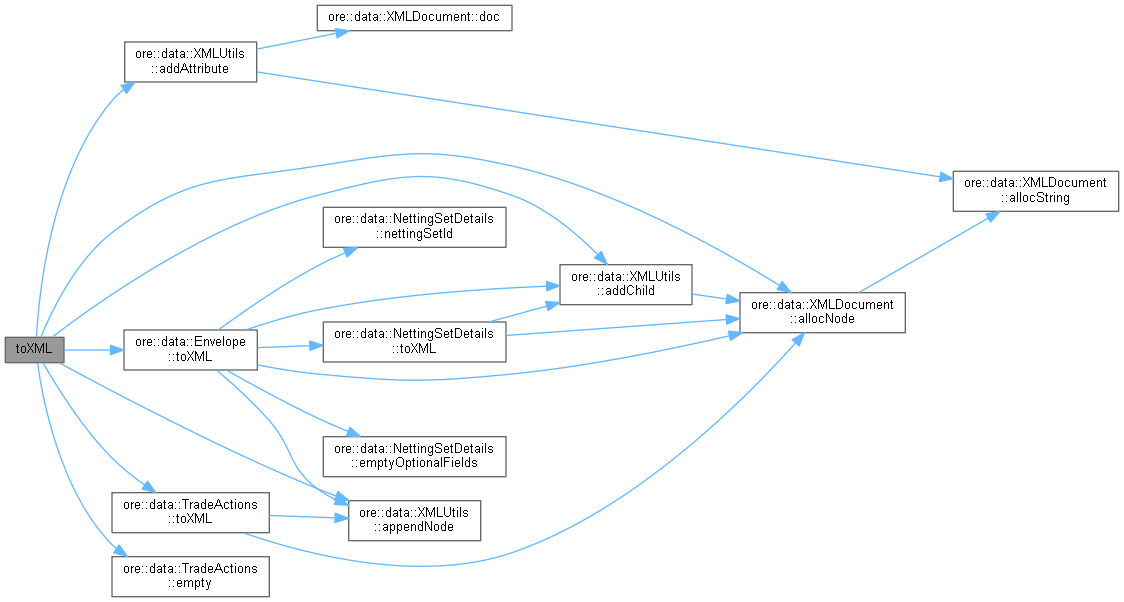 ore::data::XMLDocument::doc
ore::data::XMLUtils
::addAttribute
ore::data::XMLDocument
::allocString
ore::data::NettingSetDetails
::nettingSetId
ore::data::XMLUtils
::addChild
ore::data::XMLDocument
::allocNode
toXML
ore::data::Envelope
::toXML
ore::data::NettingSetDetails
::toXML
ore::data::NettingSetDetails
::emptyOptionalFields
ore::data::TradeActions
::toXML
ore::data::XMLUtils
::appendNode
ore::data::TradeActions
::empty